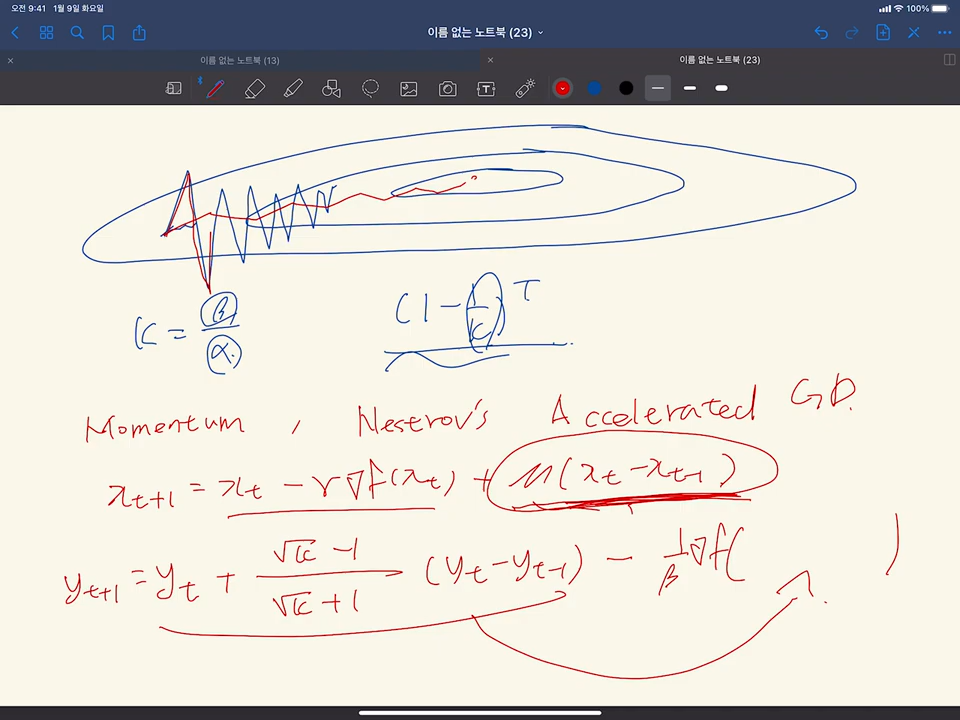 오전 9:41 1월 9일 화요일 100%
이름 없는 노트북 (23)
이름 없는 노트북 (13) 이름 없는 노트북 (23)
K = β/α (1 - 1/K)^T
Momentum, Nestrov's Accelerated GD.
x_{t+1} = x_t - γ∇f(x_t) + μ(x_t - x_{t-1})
y_{t+1} = y_t + (√K - 1)/(√K + 1) (y_t - y_{t-1}) - 1/β ∇f( )